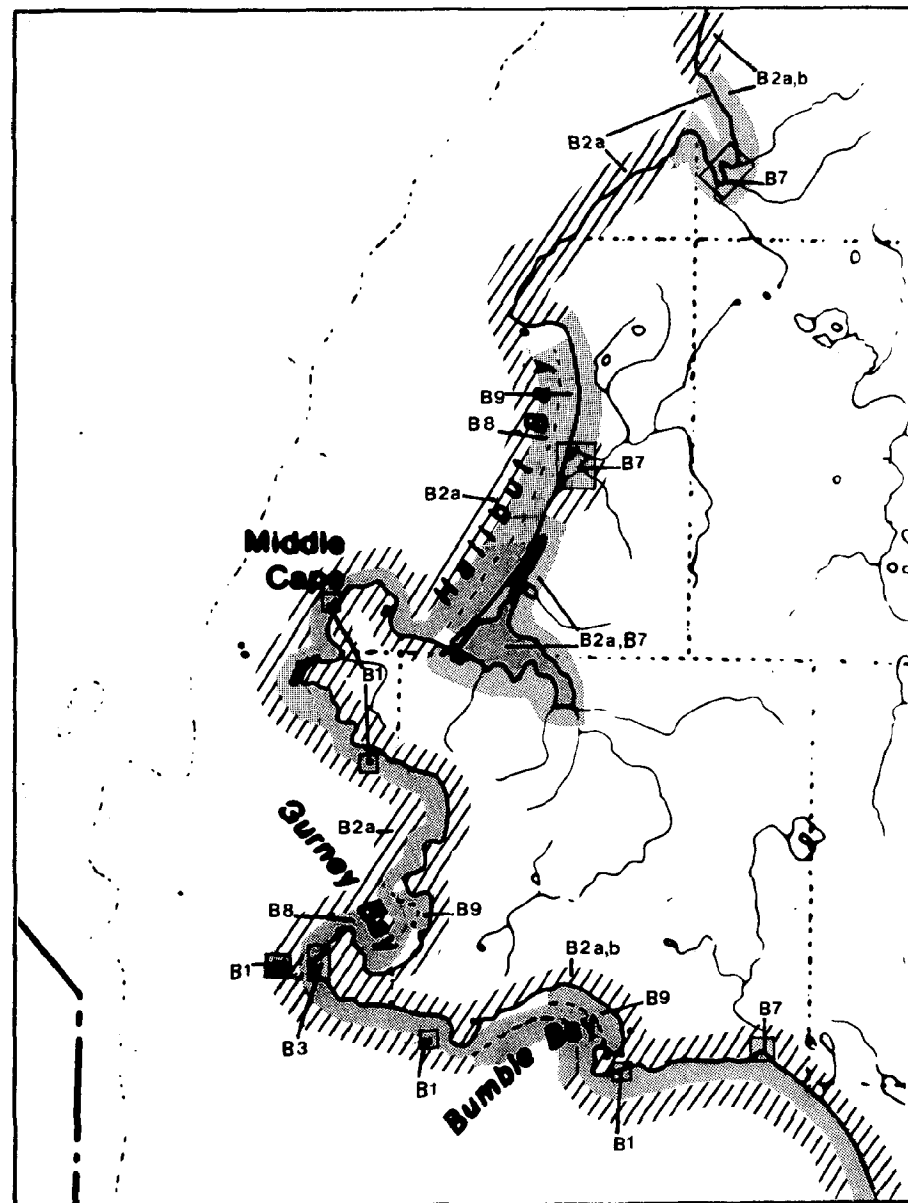 B2a,b
B2a
B7
B9
B8
B7
B2a
Halibut Bay
Middle
Cape
B2a,B7
B1
B2a
Gurney
Bay
B8
B9
B2a,b
B1
B9
B7
B3
Bumble Bay
B1
B1